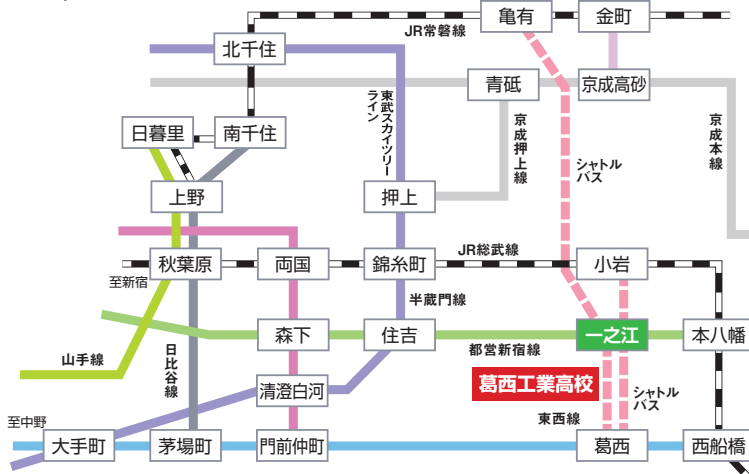 亀有
金町
JR常磐線
北千住
東武スカイツリー
ライン
青砥
京成高砂
日暮里
南千住
京成押上線
京成本線
シャトル
バス
上野
押上
JR総武線
秋葉原
両国
錦糸町
小岩
至新宿
半蔵門線
森下
住吉
一之江
本八幡
都営新宿線
山手線
日比谷線
清澄白河
葛西工業高校
シャトル
バス
至中野
東西線
大手町
茅場町
門前仲町
葛西
西船橋